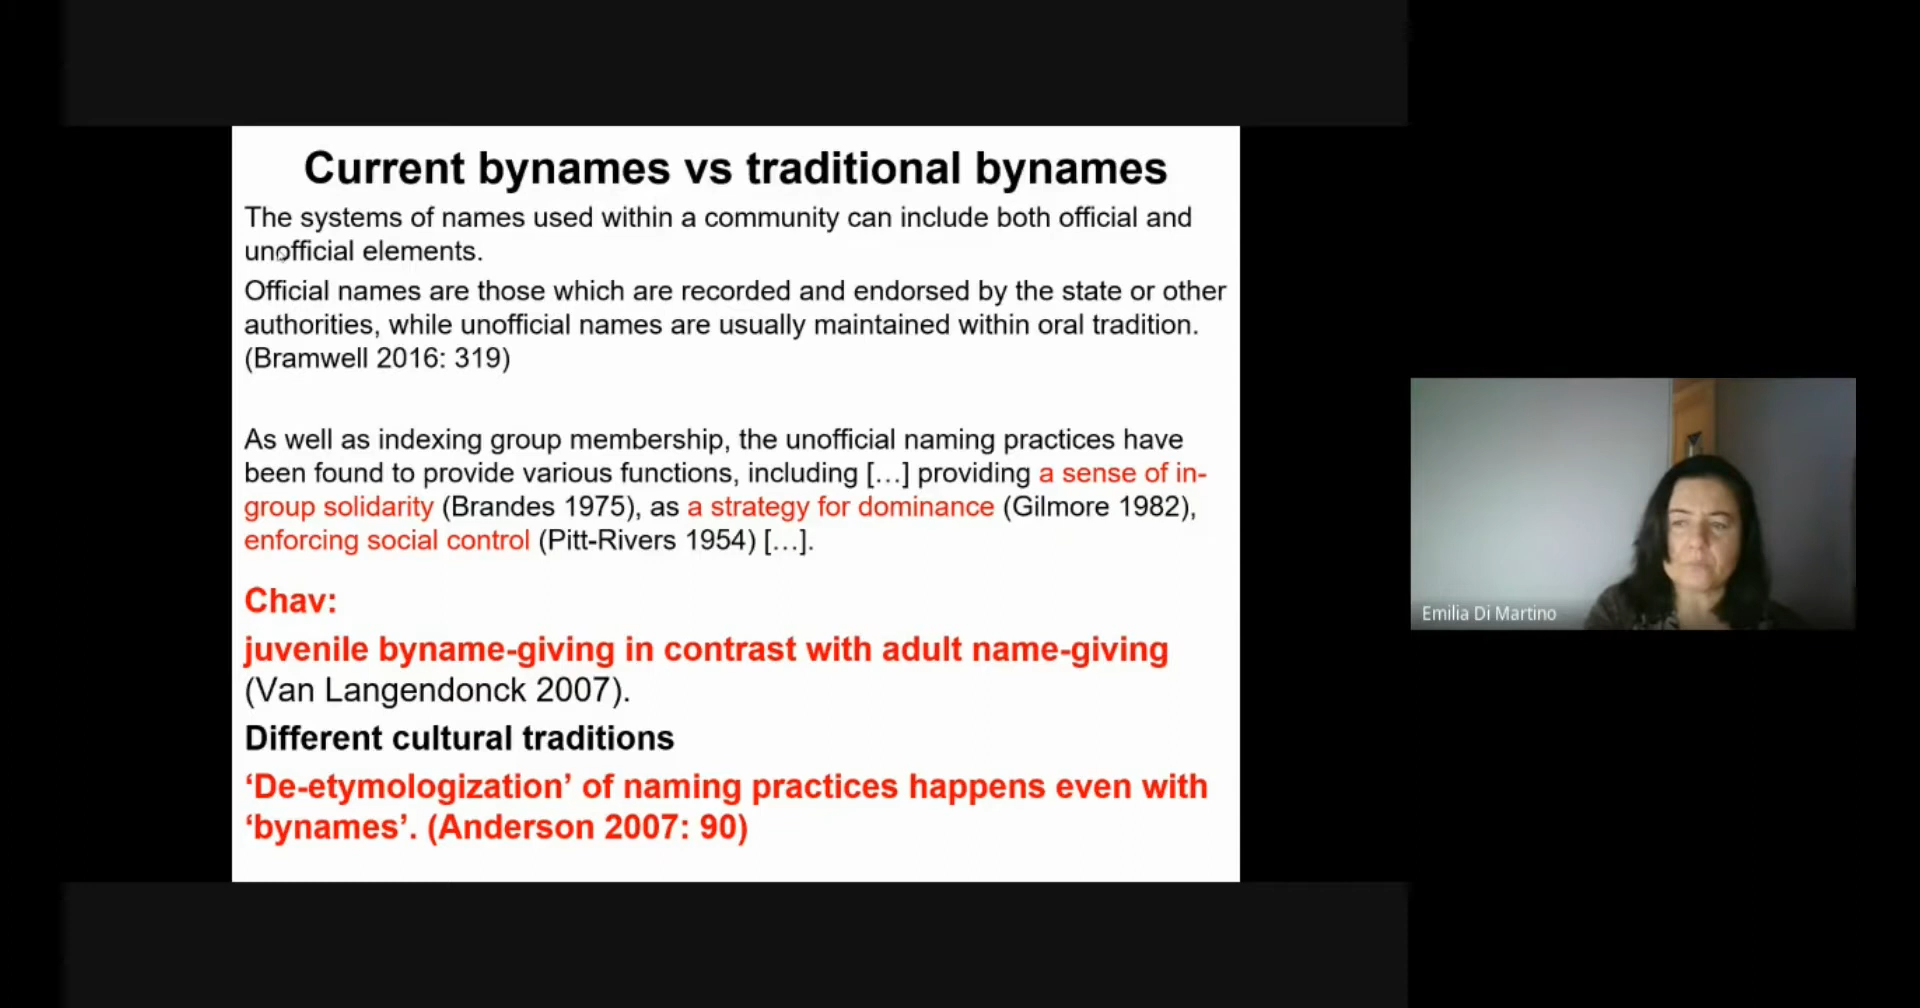 Current bynames vs traditional bynames
The systems of names used within a community can include both official and
unofficial elements.
Official names are those which are recorded and endorsed by the state or other
authorities, while unofficial names are usually maintained within oral tradition.
(Bramwell 2016: 319)
As well as indexing group membership, the unofficial naming practices have
been found to provide various functions, including […] providing a sense of in-
group solidarity (Brandes 1975), as a strategy for dominance (Gilmore 1982),
enforcing social control (Pitt-Rivers 1954) […].
Chav:
juvenile byname-giving in contrast with adult name-giving
(Van Langendonck 2007).
Different cultural traditions
‘De-etymologization’ of naming practices happens even with
‘bynames’. (Anderson 2007: 90)
Emilia Di Martino